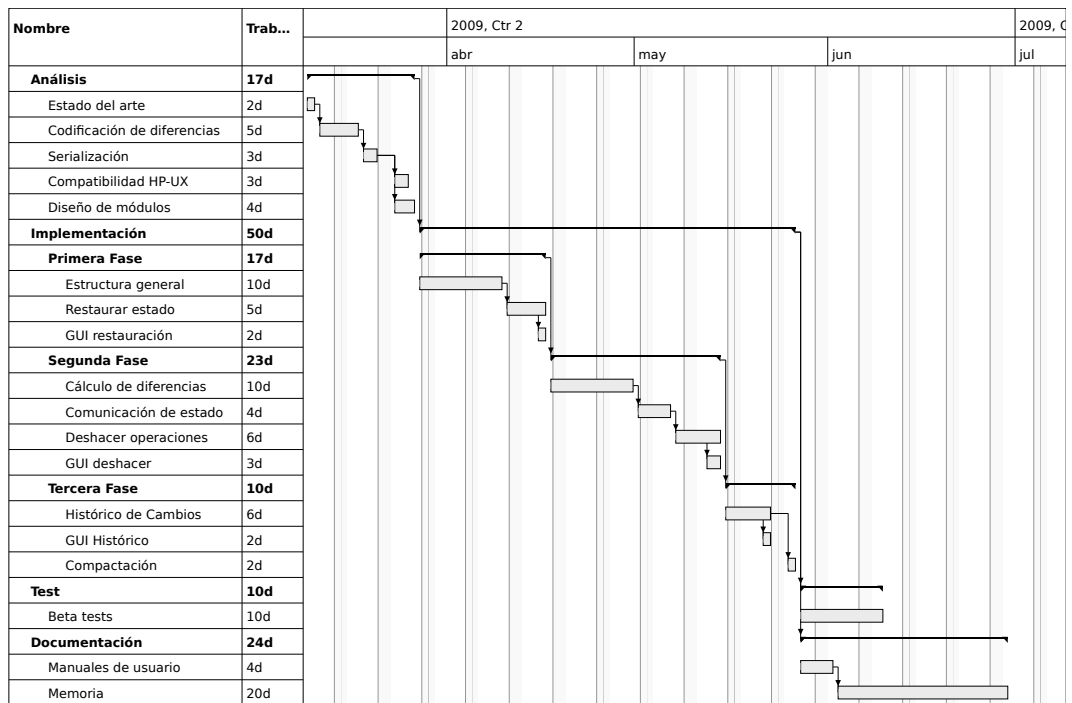 Nombre Trab... 2009, Ctr 2 2009, C
abr may jun jul
Análisis 17d
Estado del arte 2d
Codificación de diferencias 5d
Serialización 3d
Compatibilidad HP-UX 3d
Diseño de módulos 4d
Implementación 50d
Primera Fase 17d
Estructura general 10d
Restaurar estado 5d
GUI restauración 2d
Segunda Fase 23d
Cálculo de diferencias 10d
Comunicación de estado 4d
Deshacer operaciones 6d
GUI deshacer 3d
Tercera Fase 10d
Histórico de Cambios 6d
GUI Histórico 2d
Compactación 2d
Test 10d
Beta tests 10d
Documentación 24d
Manuales de usuario 4d
Memoria 20d